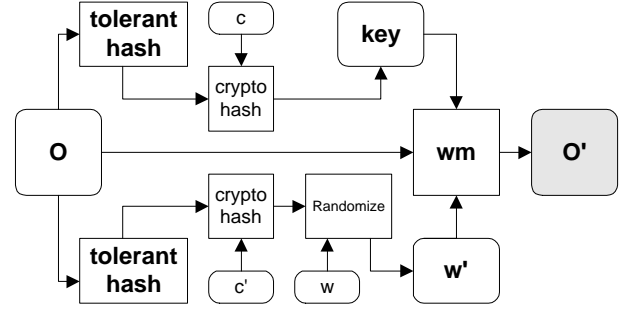 tolerant
hash
c
key
crypto
hash
O
wm
O'
crypto
hash
Randomize
tolerant
hash
c'
w
w'